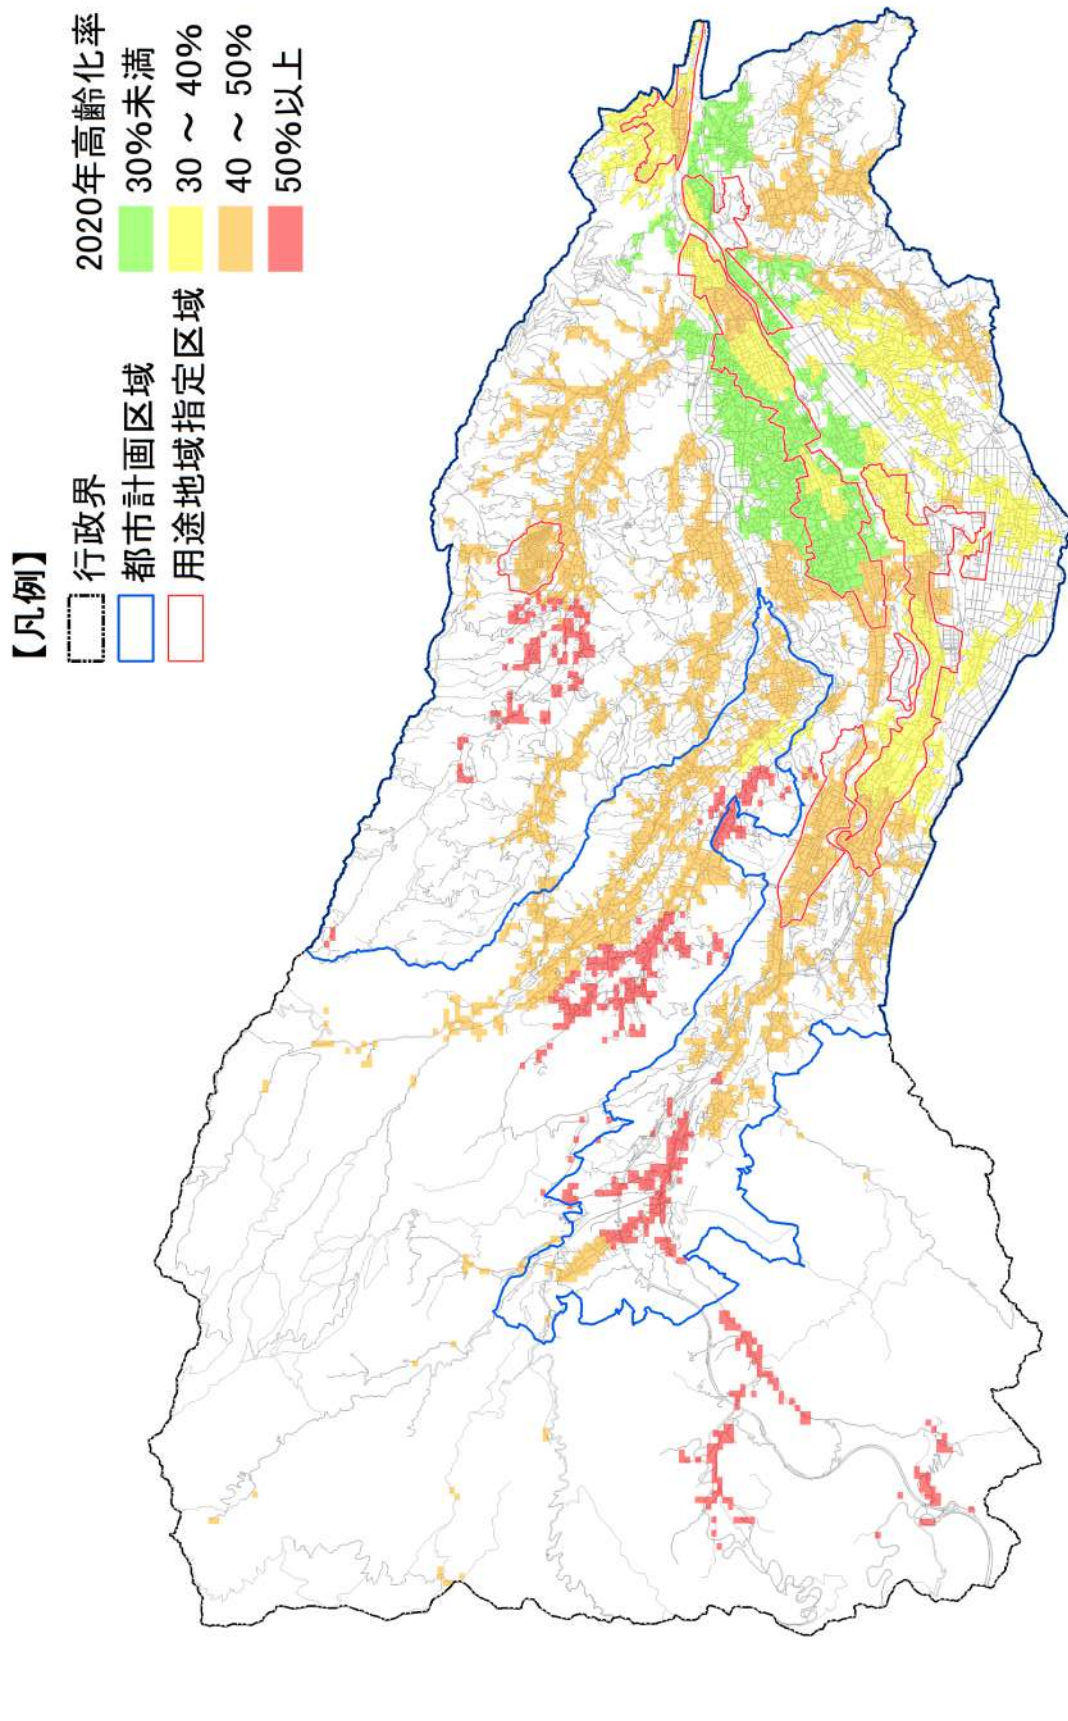 【凡例】
行政界
都市計画区域
用途地域指定区域
2020年高齢化率
30%未満
30 ～ 40%
40 ～ 50%
50%以上